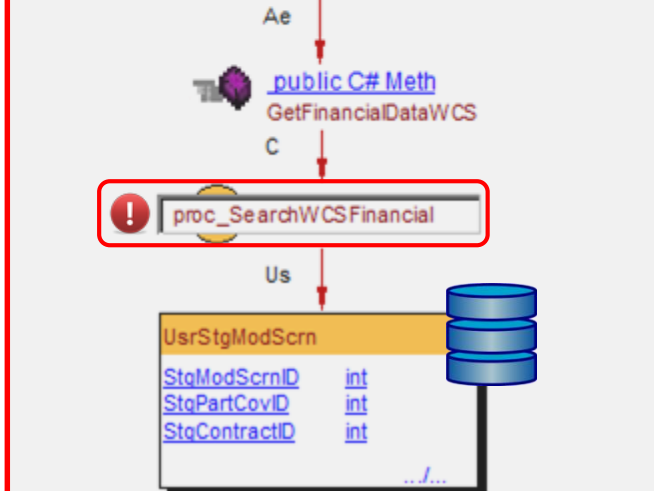 Ae
public C# Meth
GetFinancialDataWCS
C
proc_SearchWCSFinancial
Us
UsrStgModScrn
StgModScrnID int
StgPartCovID int
StgContractID int
.../...